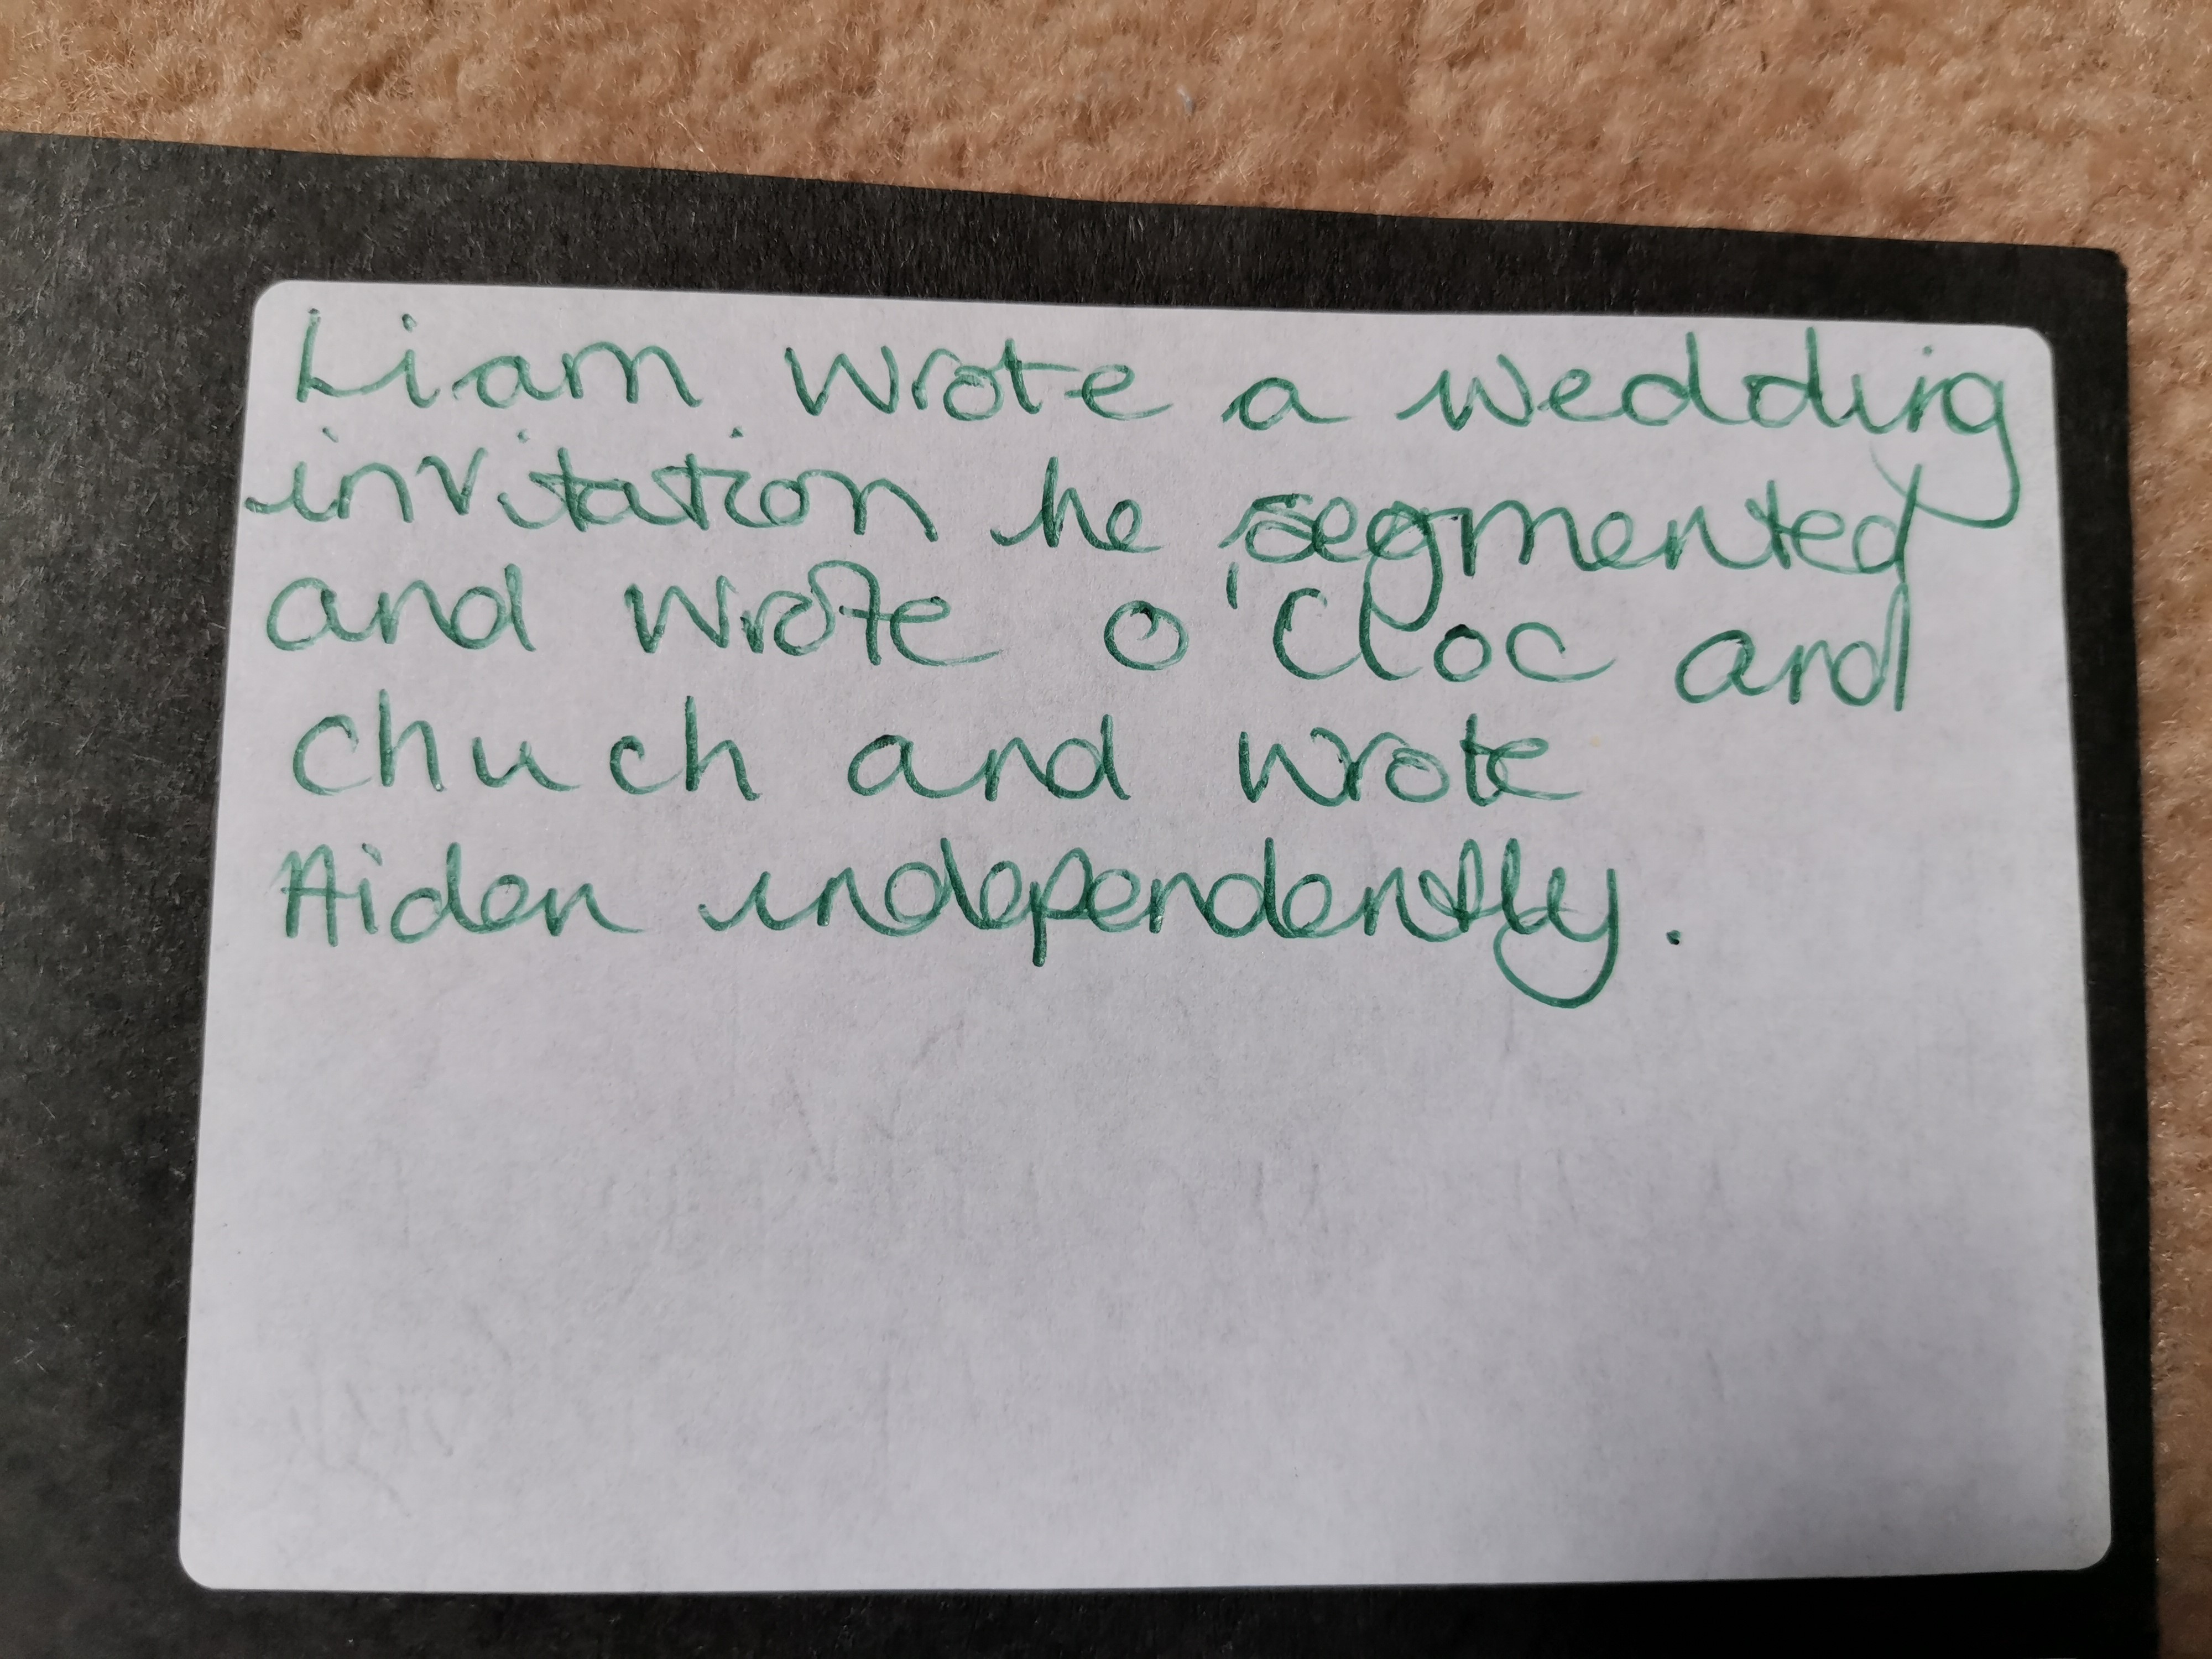 Liam wrote a wedding
invitation he segmented
and wrote o'cloc and
chuch and wrote
Aiden independently.